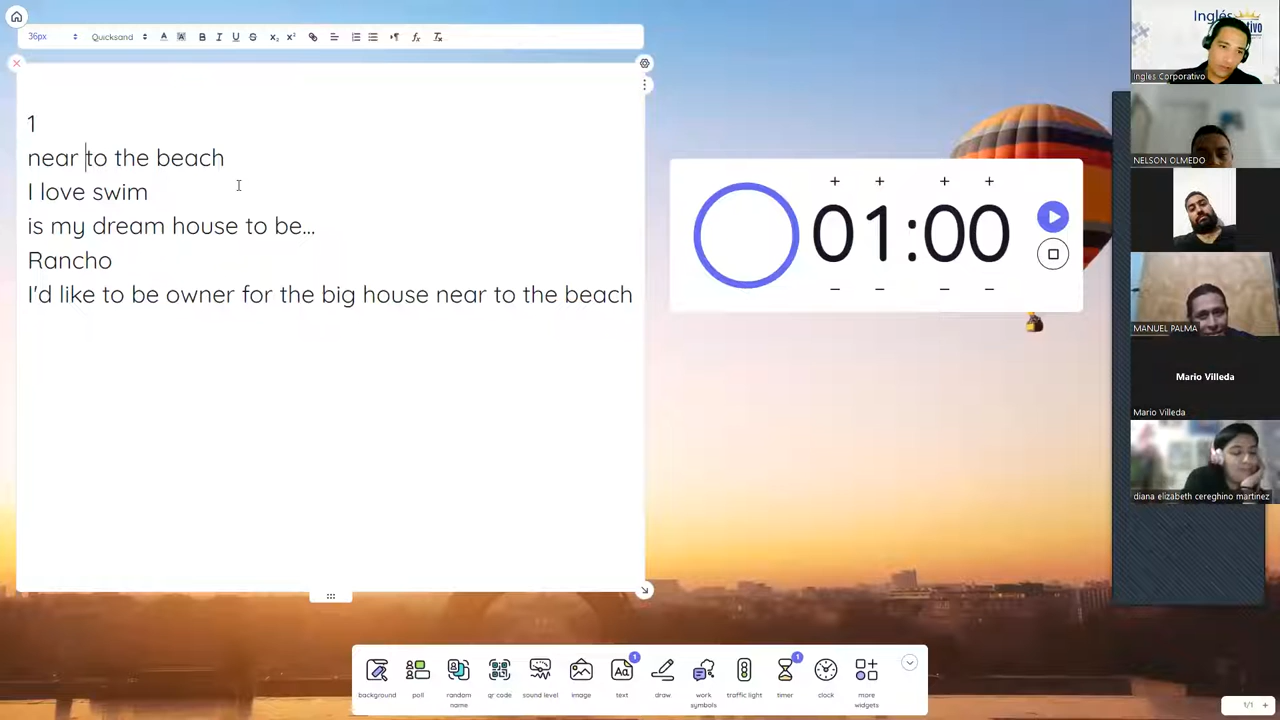 36px
Quicksand
1
near to the beach
I love swim
is my dream house to be...
Rancho
I'd like to be owner for the big house near to the beach
01:00
background
poll
random name
qr code
sound level
image
1
text
draw
work symbols
traffic light
1
timer
clock
more widgets
1/1
Inglés
Ingles Corporativo
NELSON OLMEDO
MANUEL PALMA
Mario Villeda
Mario Villeda
diana elizabeth cereghino martinez